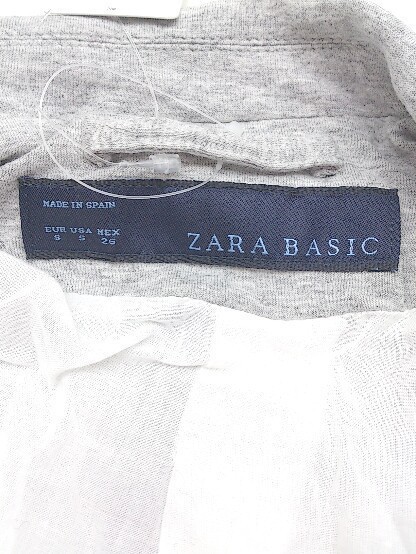 MADE IN SPAIN
EUR USA MEX
S S 26
ZARA BASIC